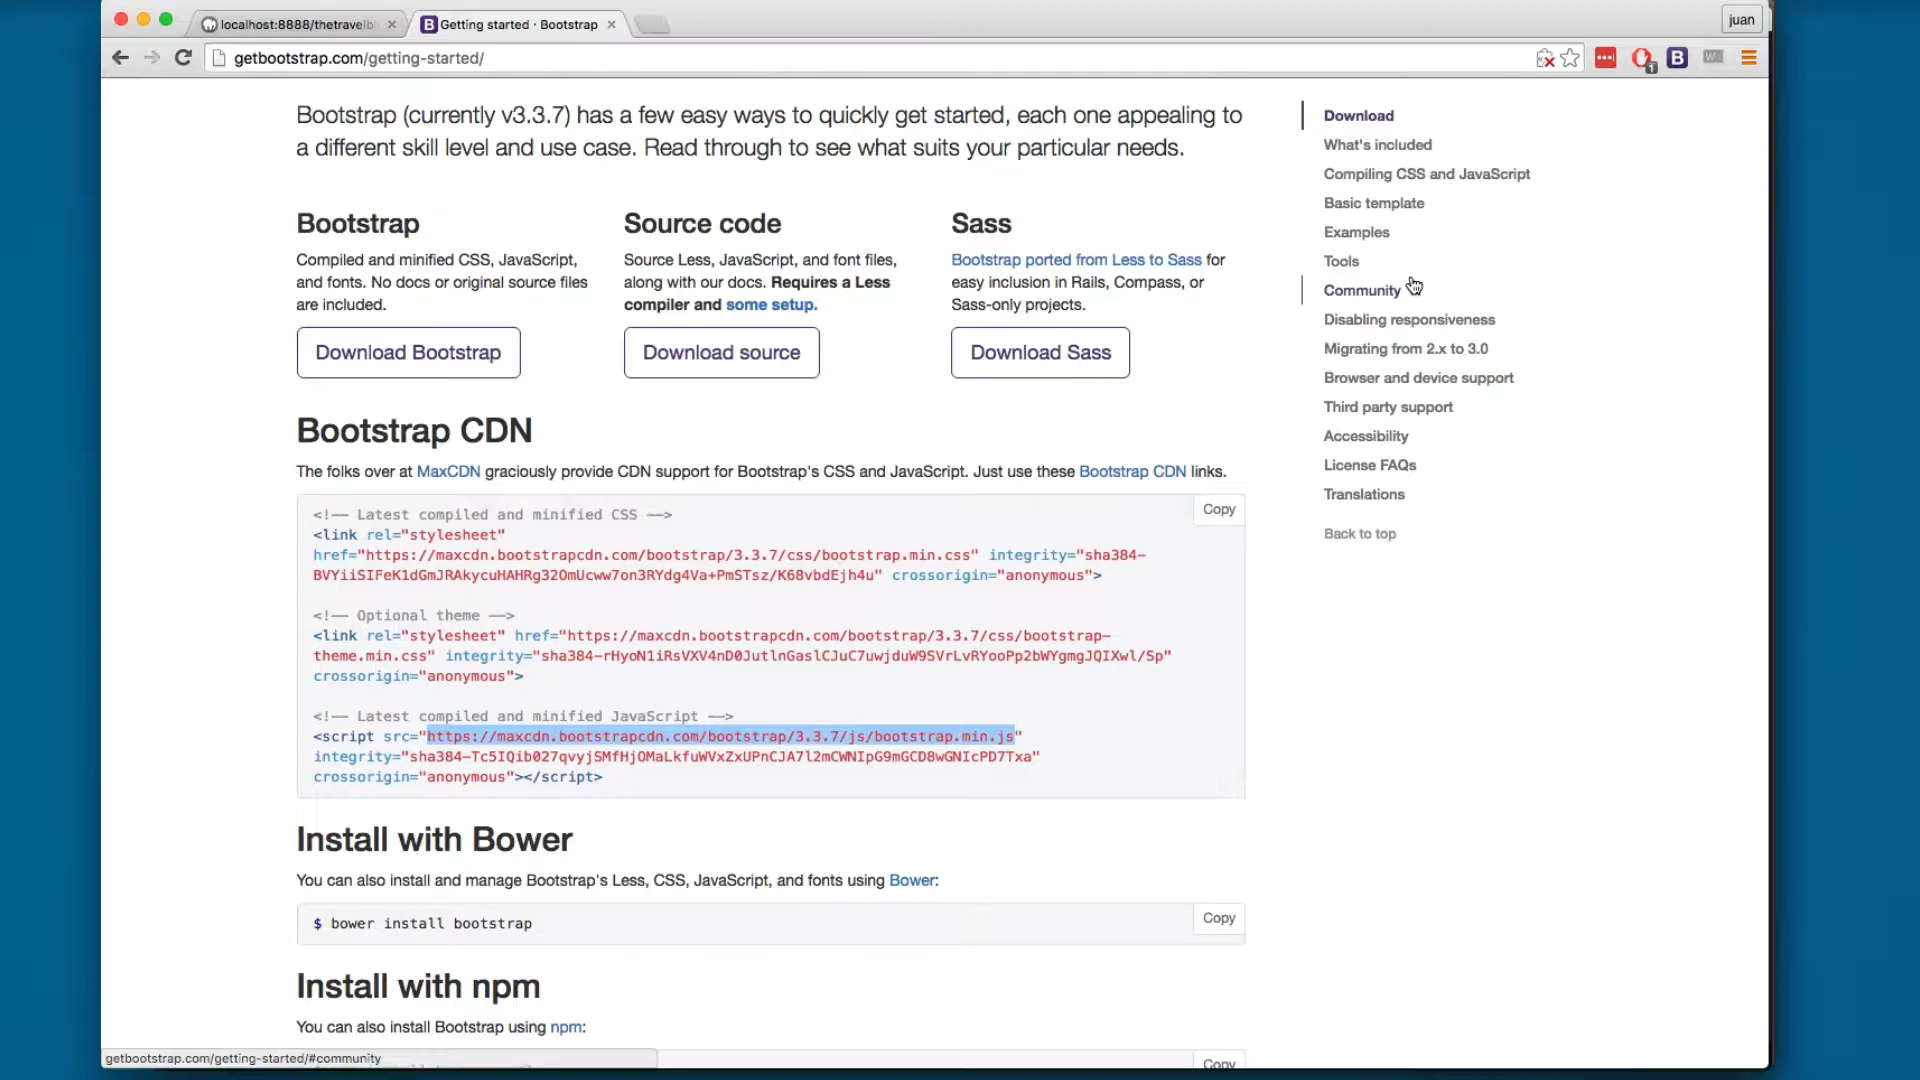 localhost:8888/thetravelbl
Getting started · Bootstrap
juan
getbootstrap.com/getting-started/
Bootstrap (currently v3.3.7) has a few easy ways to quickly get started, each one appealing to
a different skill level and use case. Read through to see what suits your particular needs.
Bootstrap
Compiled and minified CSS, JavaScript,
and fonts. No docs or original source files
are included.
Download Bootstrap
Source code
Source Less, JavaScript, and font files,
along with our docs. Requires a Less
compiler and some setup.
Download source
Sass
Bootstrap ported from Less to Sass for
easy inclusion in Rails, Compass, or
Sass-only projects.
Download Sass
Bootstrap CDN
The folks over at MaxCDN graciously provide CDN support for Bootstrap's CSS and JavaScript. Just use these Bootstrap CDN links.
Copy
<!-- Latest compiled and minified CSS -->
<link rel="stylesheet"
href="https://maxcdn.bootstrapcdn.com/bootstrap/3.3.7/css/bootstrap.min.css" integrity="sha384-
BVYiiSIFeK1dGmJRAkycuHAHRg32OmUcww7on3RYdg4Va+PmSTsz/K68vbdEjh4u" crossorigin="anonymous">
<!-- Optional theme -->
<link rel="stylesheet" href="https://maxcdn.bootstrapcdn.com/bootstrap/3.3.7/css/bootstrap-
theme.min.css" integrity="sha384-rHyoN1iRsVXV4nD0JutlnGaslCJuC7uwjduW9SVrLvRYooPp2bWYgmgJQIXwl/Sp"
crossorigin="anonymous">
<!-- Latest compiled and minified JavaScript -->
<script src="https://maxcdn.bootstrapcdn.com/bootstrap/3.3.7/js/bootstrap.min.js"
integrity="sha384-Tc5IQib027qvyjSMfHjOMaLkfuWVxZxUPnCJA7l2mCWNIpG9mGCD8wGNIcPD7Txa"
crossorigin="anonymous"></script>
Install with Bower
You can also install and manage Bootstrap's Less, CSS, JavaScript, and fonts using Bower:
Copy
$ bower install bootstrap
Install with npm
You can also install Bootstrap using npm:
Copy
Download
What's included
Compiling CSS and JavaScript
Basic template
Examples
Tools
Community
Disabling responsiveness
Migrating from 2.x to 3.0
Browser and device support
Third party support
Accessibility
License FAQs
Translations
Back to top
getbootstrap.com/getting-started/#community